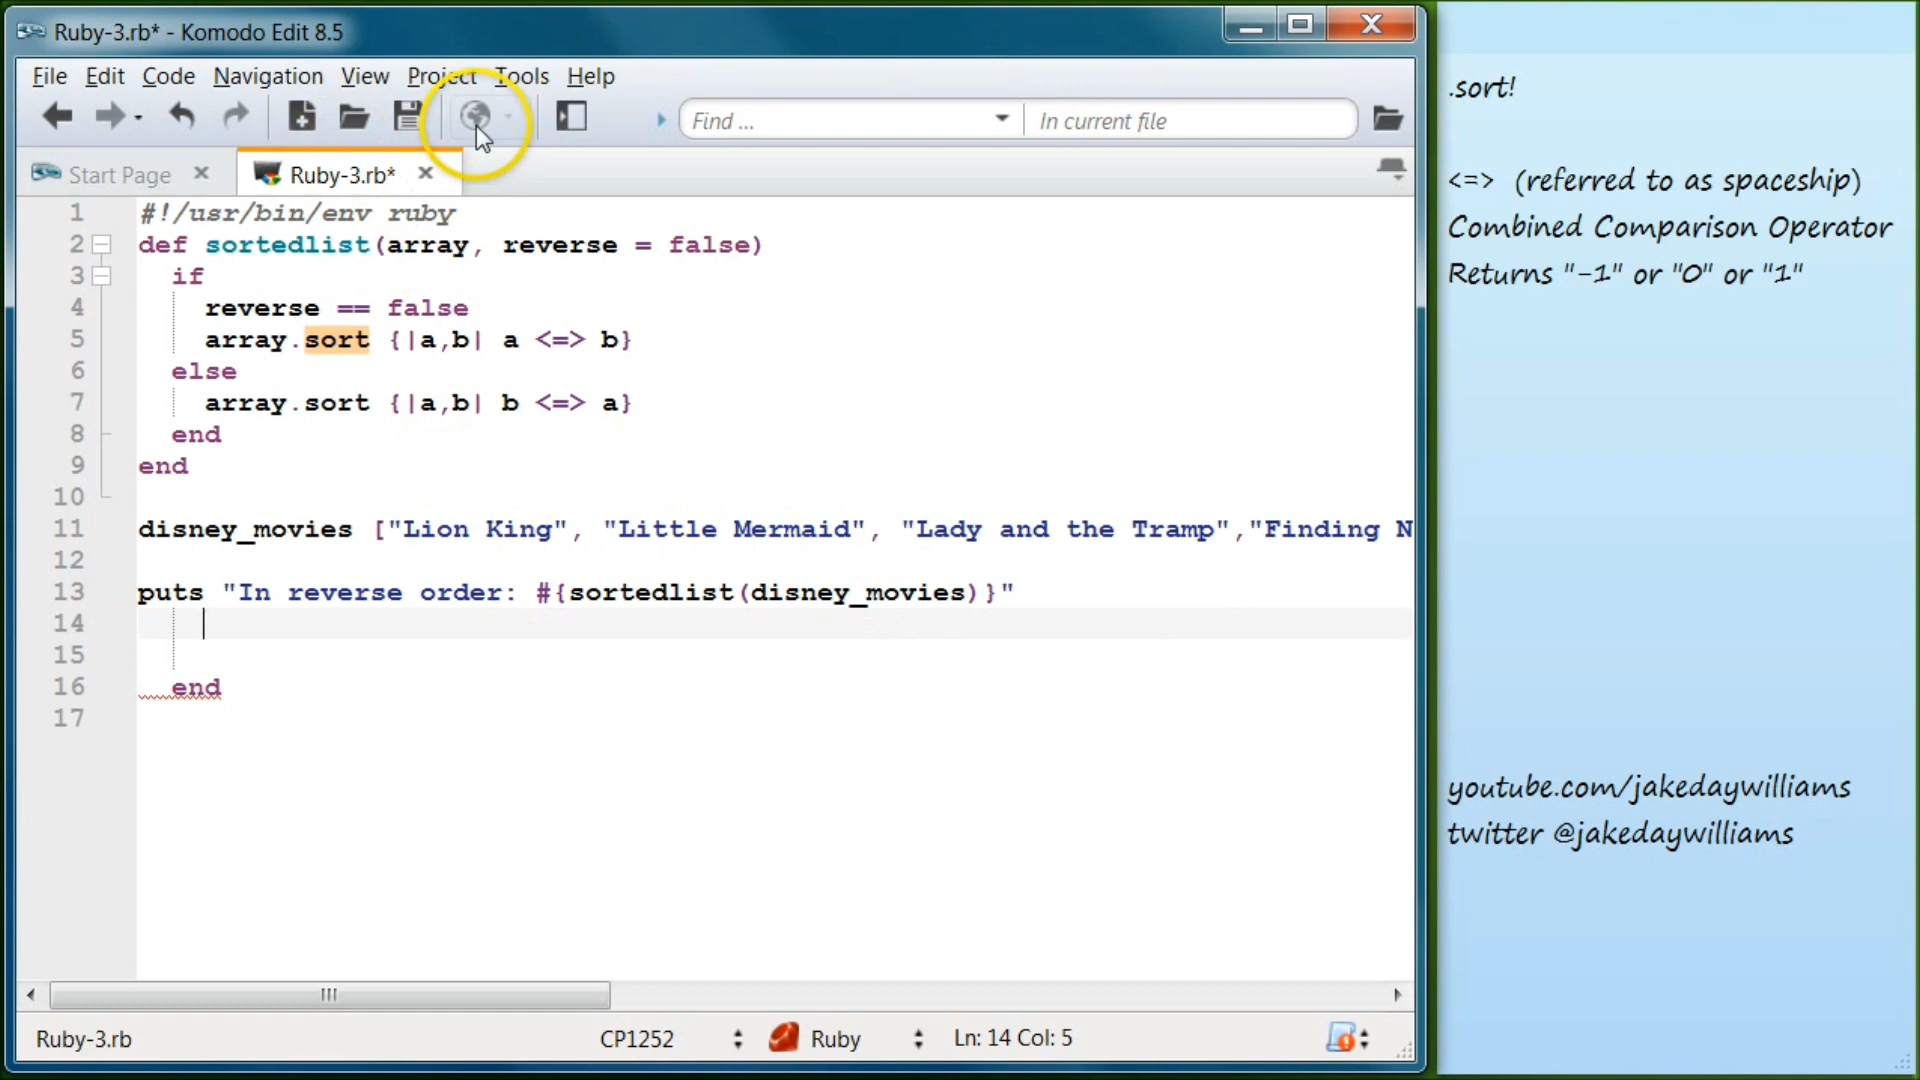 Ruby-3.rb* - Komodo Edit 8.5
File Edit Code Navigation View Project Tools Help
Find ... In current file
Start Page Ruby-3.rb*
1 #!/usr/bin/env ruby
2 def sortedlist(array, reverse = false)
3 if
4 reverse == false
5 array.sort {|a,b| a <=> b}
6 else
7 array.sort {|a,b| b <=> a}
8 end
9 end
10
11 disney_movies ["Lion King", "Little Mermaid", "Lady and the Tramp","Finding N
12
13 puts "In reverse order: #{sortedlist(disney_movies)}"
14
15
16 end
17
Ruby-3.rb CP1252 Ruby Ln: 14 Col: 5
.sort!
<=> (referred to as spaceship)
Combined Comparison Operator
Returns "-1" or "0" or "1"
youtube.com/jakedaywilliams
twitter @jakedaywilliams